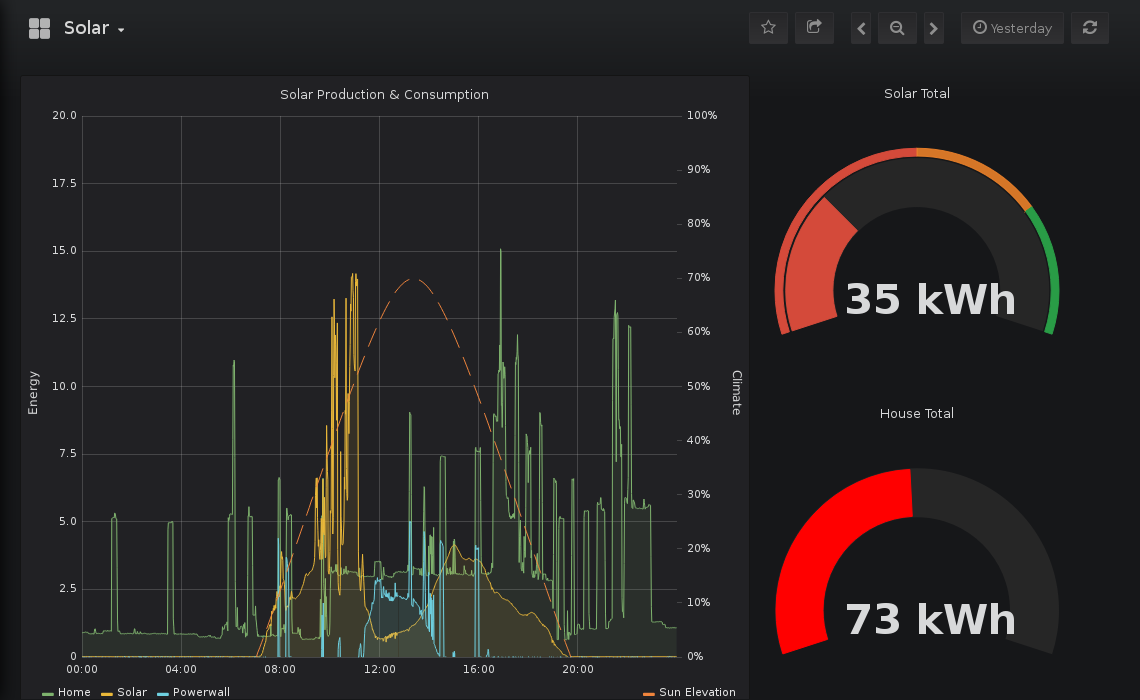 Solar
Yesterday
Solar Production & Consumption
20.0
17.5
15.0
12.5
10.0
7.5
5.0
2.5
0
Energy
100%
90%
80%
70%
60%
50%
40%
30%
20%
10%
0%
Climate
00:00 04:00 08:00 12:00 16:00 20:00
Home Solar Powerwall Sun Elevation
Solar Total
35 kWh
House Total
73 kWh